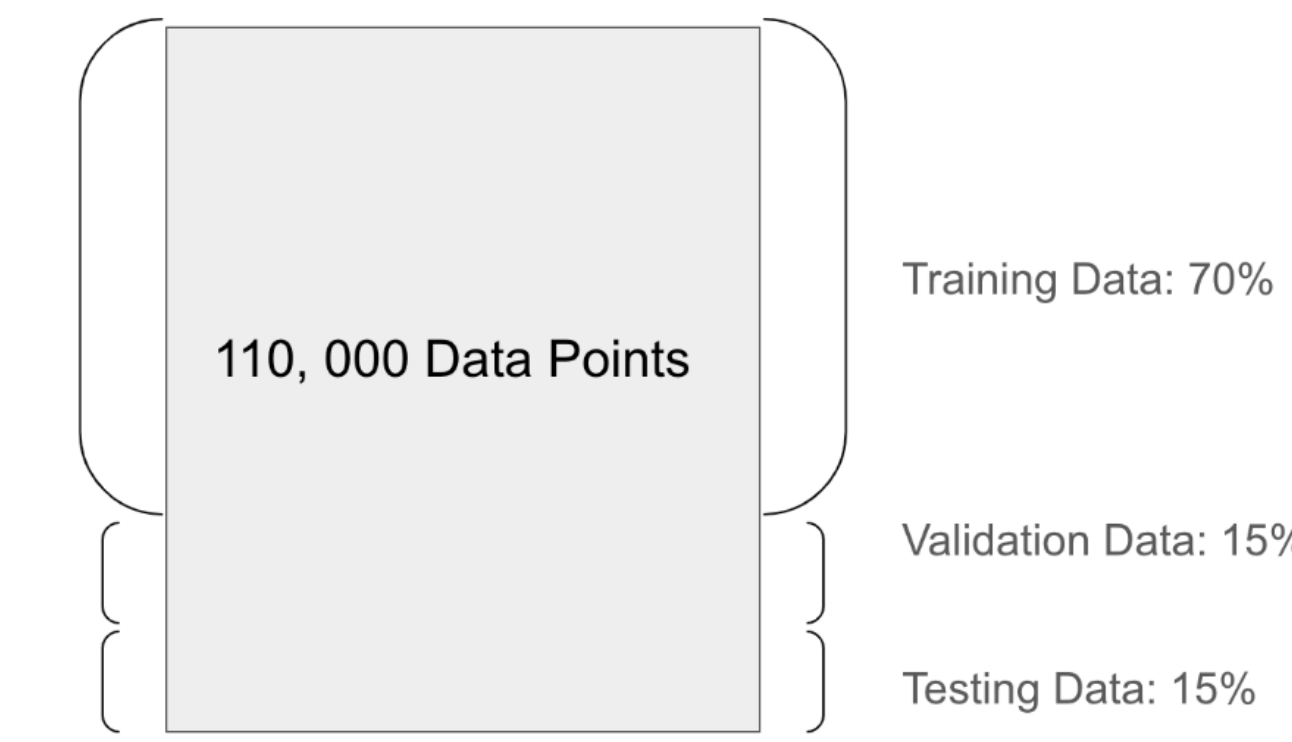 Training Data: 70%
110, 000 Data Points
Validation Data: 15%
Testing Data: 15%